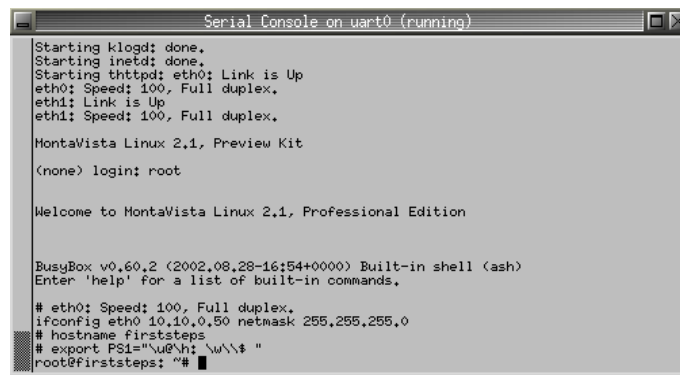 Serial Console on uart0 (running)
Starting klogd: done.
Starting inetd: done.
Starting thttpd: eth0: Link is Up
eth0: Speed: 100, Full duplex.
eth1: Link is Up
eth1: Speed: 100, Full duplex.
MontaVista Linux 2.1, Preview Kit
(none) login: root
Welcome to MontaVista Linux 2.1, Professional Edition
BusyBox v0.60.2 (2002.08.28-16:54+0000) Built-in shell (ash)
Enter 'help' for a list of built-in commands.
# eth0: Speed: 100, Full duplex.
ifconfig eth0 10.10.0.50 netmask 255.255.255.0
# hostname firststeps
# export PS1="\u@\h: \w\\$ "
root@firststeps: ~#